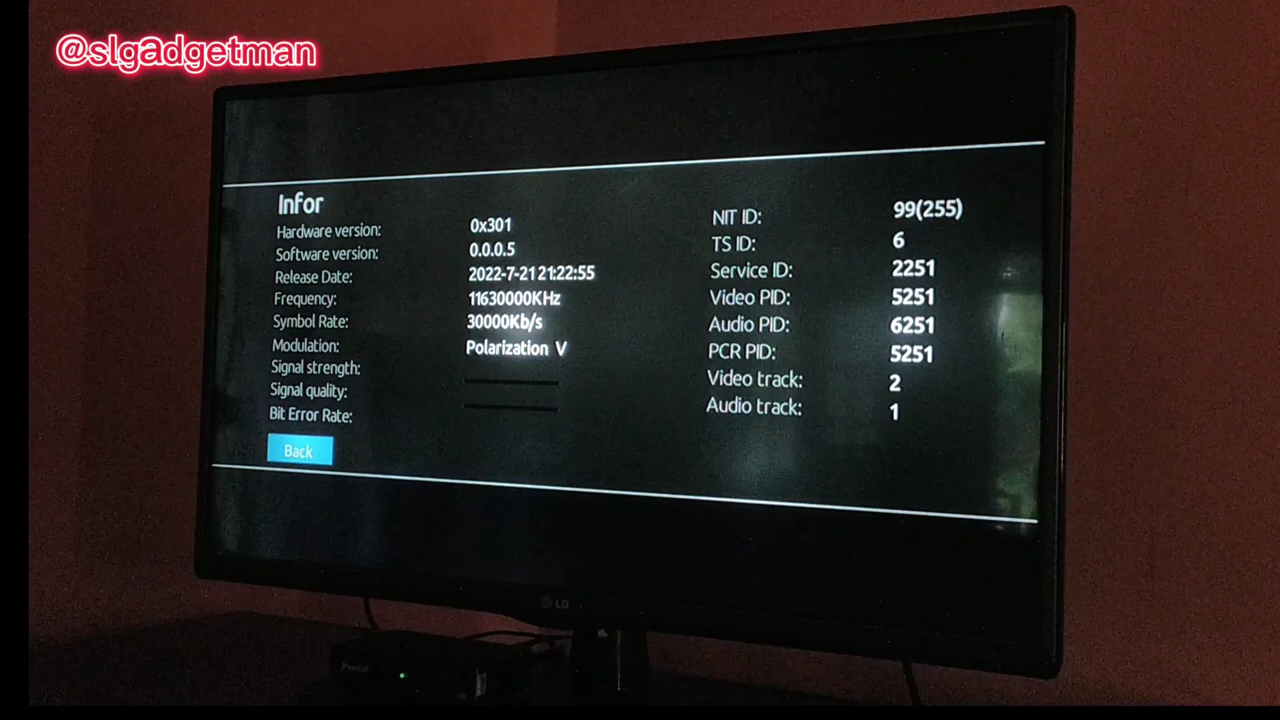 @slgadgetman
Infor
Hardware version: 0x301
Software version: 0.0.0.5
Release Date: 2022-7-21 21:22:55
Frequency: 11630000KHz
Symbol Rate: 30000Kb/s
Modulation: Polarization V
Signal strength:
Signal quality:
Bit Error Rate:
Back
NIT ID: 99(255)
TS ID: 6
Service ID: 2251
Video PID: 5251
Audio PID: 6251
PCR PID: 5251
Video track: 2
Audio track: 1
LG